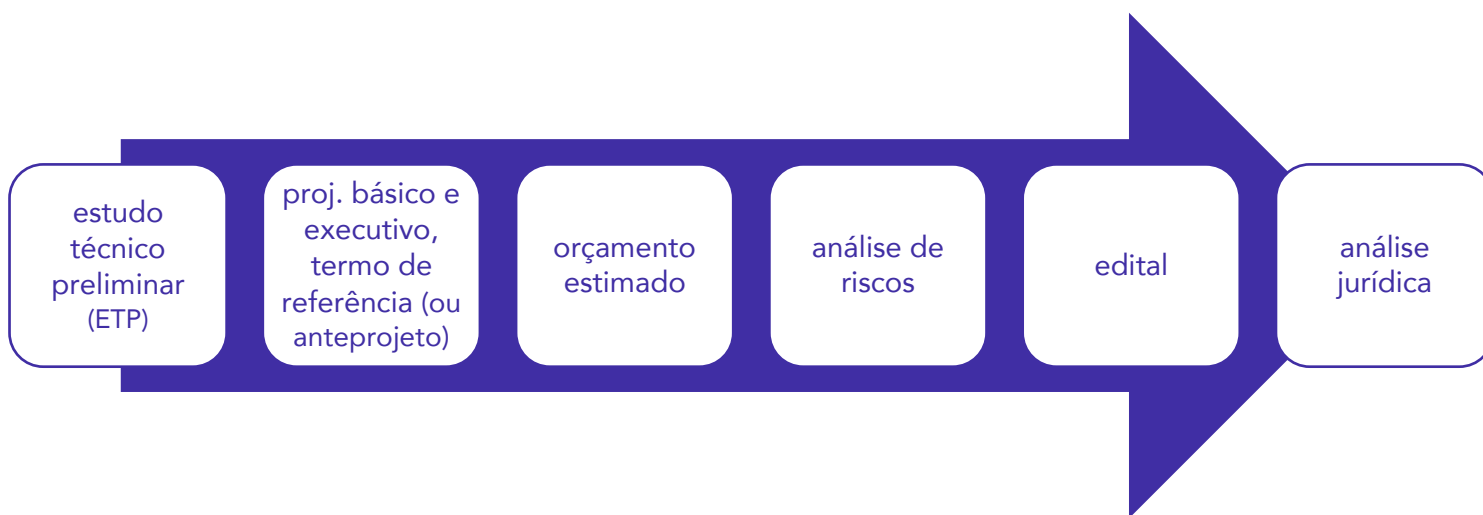 estudo
técnico
preliminar
(ETP)
proj. básico e
executivo,
termo de
referência (ou
anteprojeto)
orçamento
estimado
análise de
riscos
edital
análise
jurídica